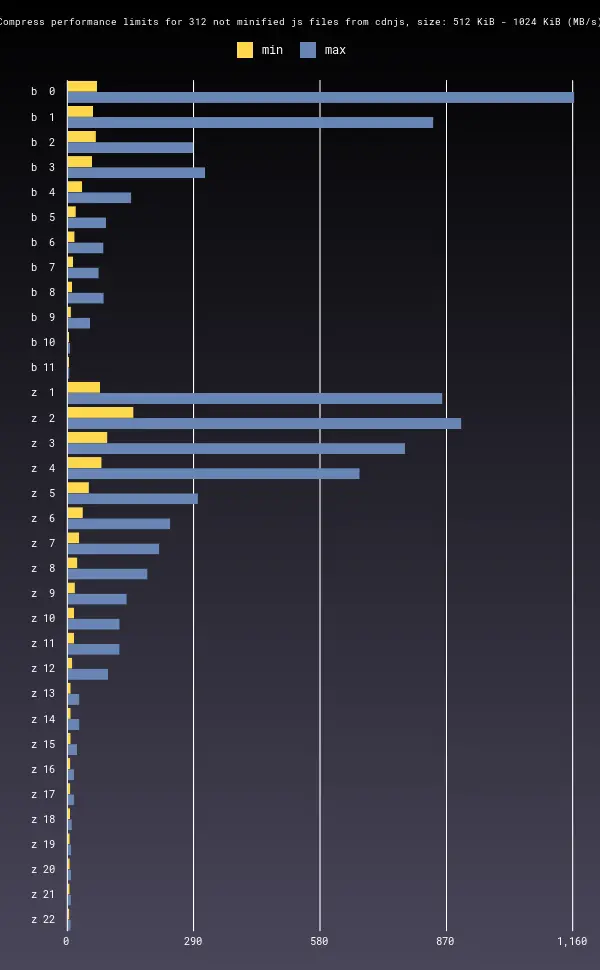 Compress performance limits for 312 not minified js files from cdnjs, size: 512 KiB - 1024 KiB (MB/s)
min max
b 0
b 1
b 2
b 3
b 4
b 5
b 6
b 7
b 8
b 9
b 10
b 11
z 1
z 2
z 3
z 4
z 5
z 6
z 7
z 8
z 9
z 10
z 11
z 12
z 13
z 14
z 15
z 16
z 17
z 18
z 19
z 20
z 21
z 22
0 290 580 870 1,160